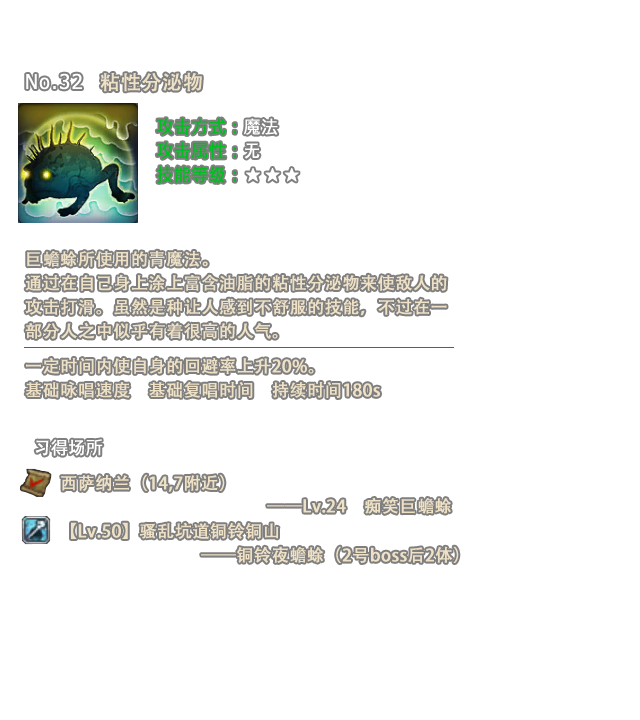 No.32 粘性分泌物
攻击方式：魔法
攻击属性：无
技能等级：☆☆☆
巨蟾蜍所使用的青魔法。
通过在自己身上涂上富含油脂的粘性分泌物来使敌人的
攻击打滑。虽然是种让人感到不舒服的技能，不过在一
部分人之中似乎有着很高的人气。
一定时间内使自身的回避率上升20%。
基础咏唱速度 基础复唱时间 持续时间180s
习得场所
西萨纳兰（14,7附近）
——Lv.24 痴笑巨蟾蜍
【Lv.50】骚乱坑道铜铃铜山
——铜铃夜蟾蜍（2号boss后2体）